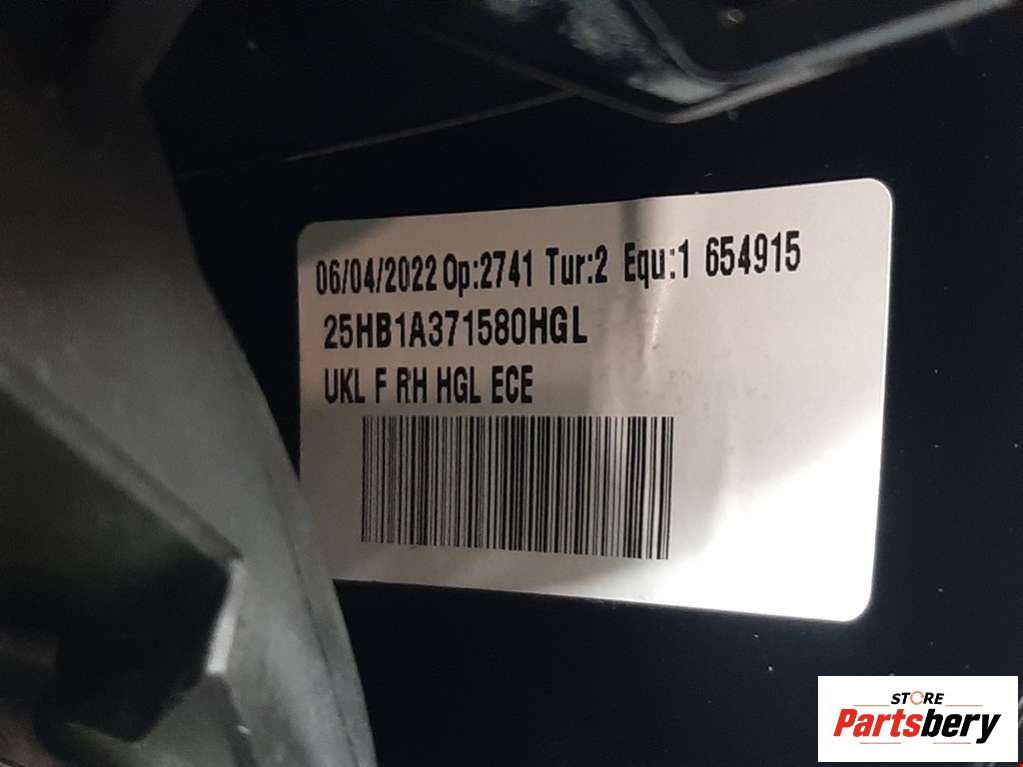 06/04/2022 Op:2741 Tur:2 Equ:1 654915
25HB1A371580HGL
UKL F RH HGL ECE
STORE
Partsbery